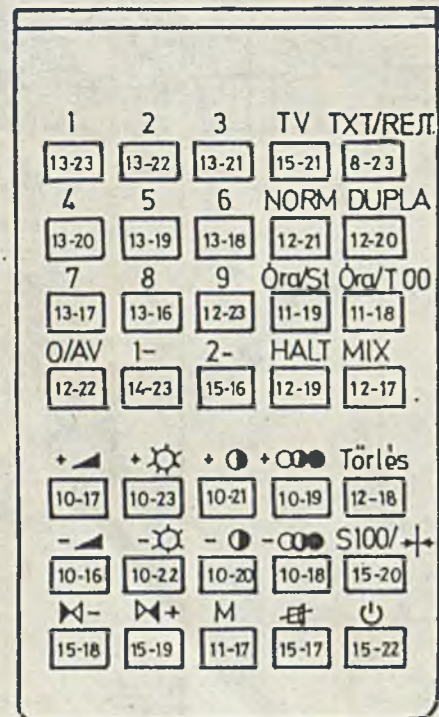 1 2 3 TV TXT/REJT.
13-23 13-22 13-21 15-21 8-23
4 5 6 NORM DUPLA
13-20 13-19 13-18 12-21 12-20
7 8 9 Óra/St Óra/T 00
13-17 13-16 12-23 11-19 11-18
0/AV 1- 2- HALT MIX
12-22 14-23 15-16 12-19 12-17
+ + + + Törlés
10-17 10-23 10-21 10-19 12-18
- - - - S100/
10-16 10-22 10-20 10-18 15-20
- + M
15-18 15-19 11-17 15-17 15-22